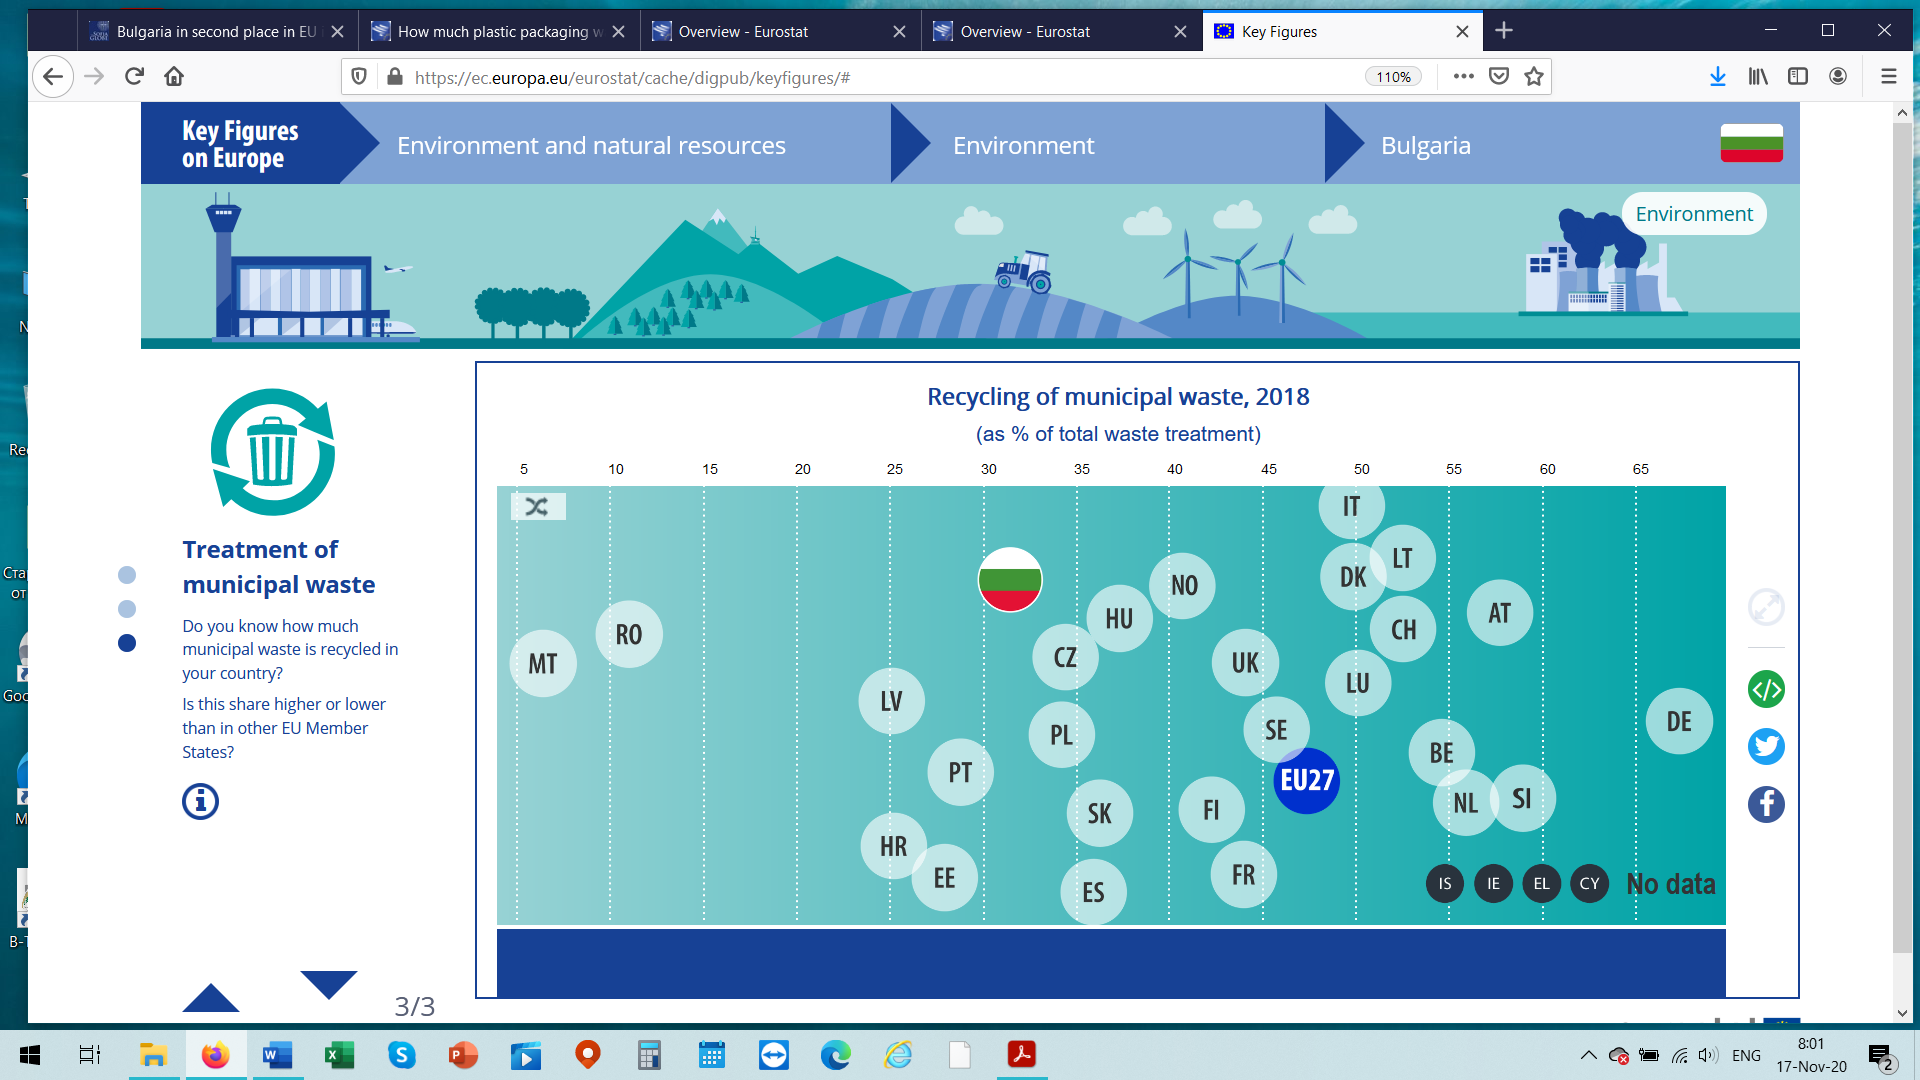 Bulgaria in second place in EU
How much plastic packaging w
Overview - Eurostat
Overview - Eurostat
Key Figures
https://ec.europa.eu/eurostat/cache/digpub/keyfigures/#
110%
Key Figures
on Europe
Environment and natural resources
Environment
Bulgaria
Environment
Treatment of
municipal waste
Do you know how much
municipal waste is recycled in
your country?
Is this share higher or lower
than in other EU Member
States?
Recycling of municipal waste, 2018
(as % of total waste treatment)
5 10 15 20 25 30 35 40 45 50 55 60 65
IT
LT
DK
NO
AT
HU
CH
RO
CZ
UK
MT
LU
LV
DE
SE
PL
BE
PT
EU27
SI
NL
FI
SK
HR
FR
EE
ES
IS IE EL CY No data
3/3
ENG
8:01
17-Nov-20
2